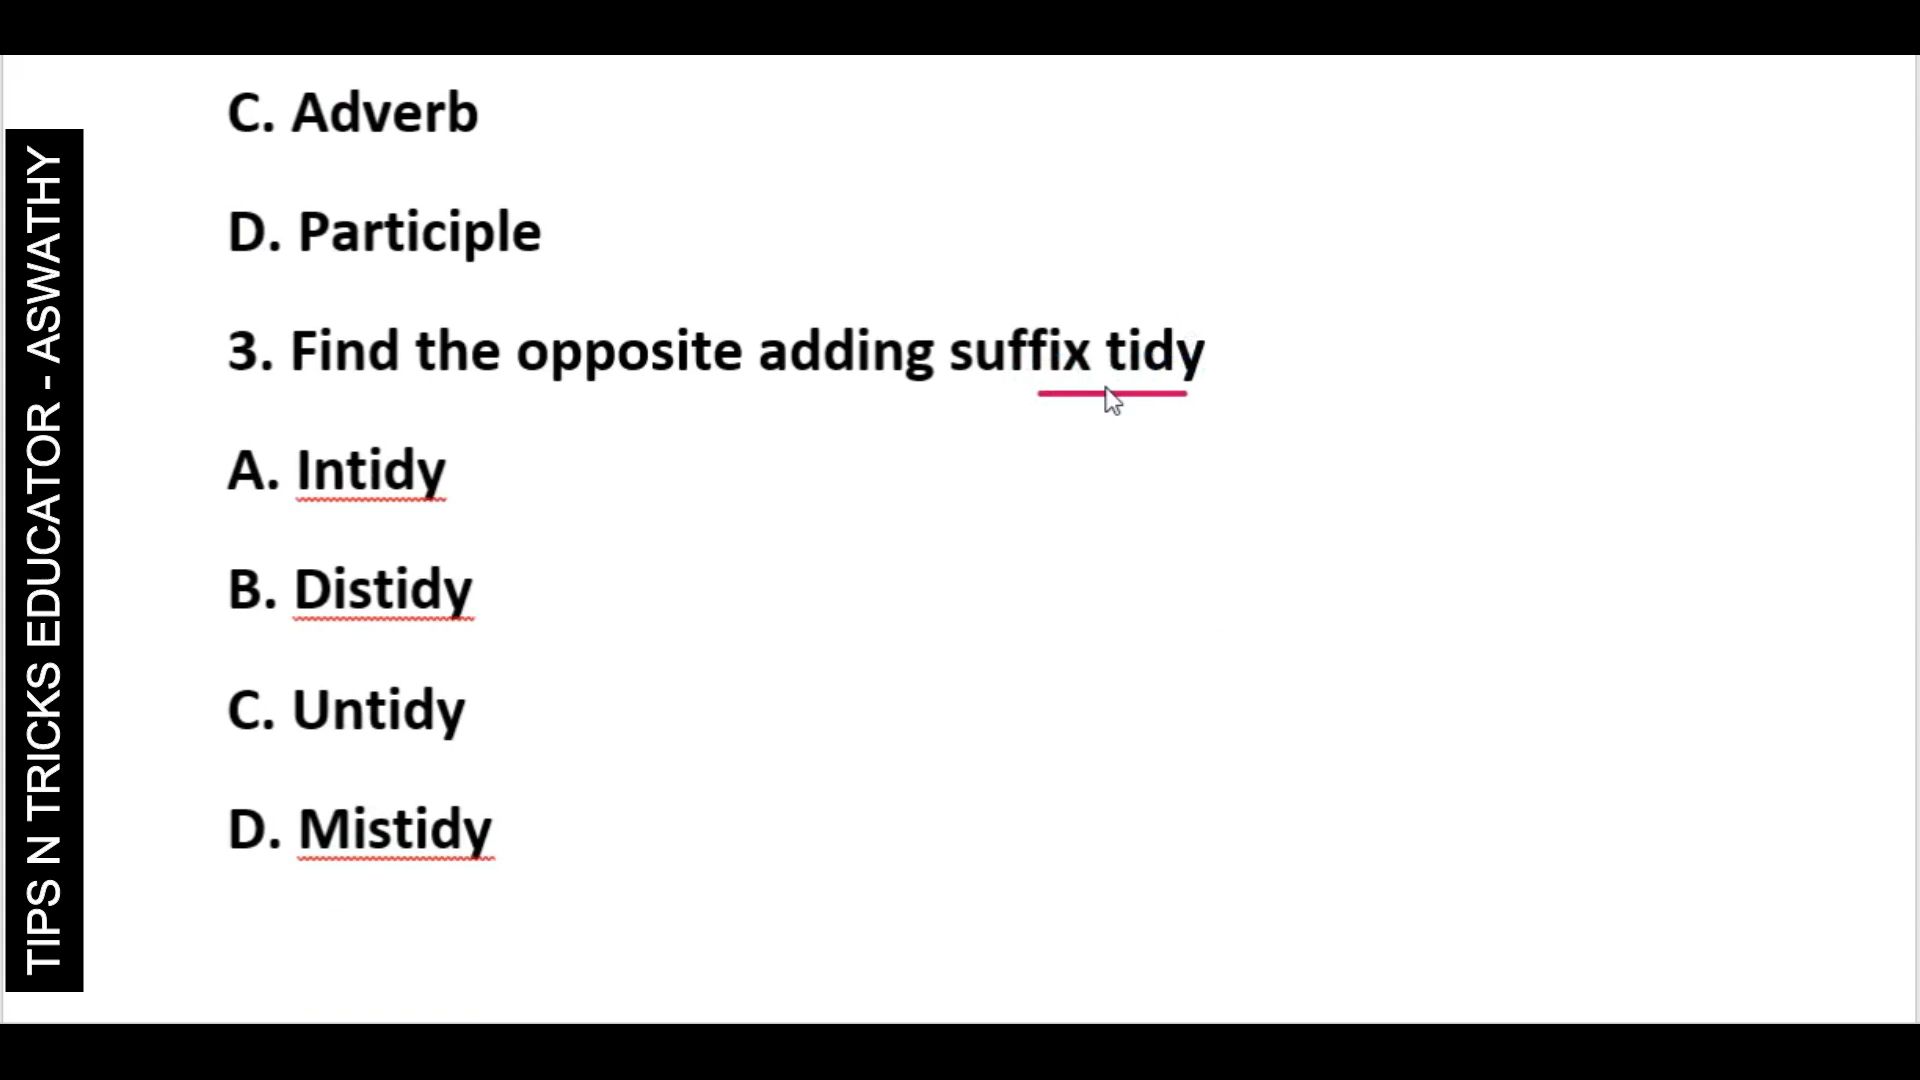 TIPS N TRICKS EDUCATOR - ASWATHY
C. Adverb
D. Participle
3. Find the opposite adding suffix tidy
A. Intidy
B. Distidy
C. Untidy
D. Mistidy